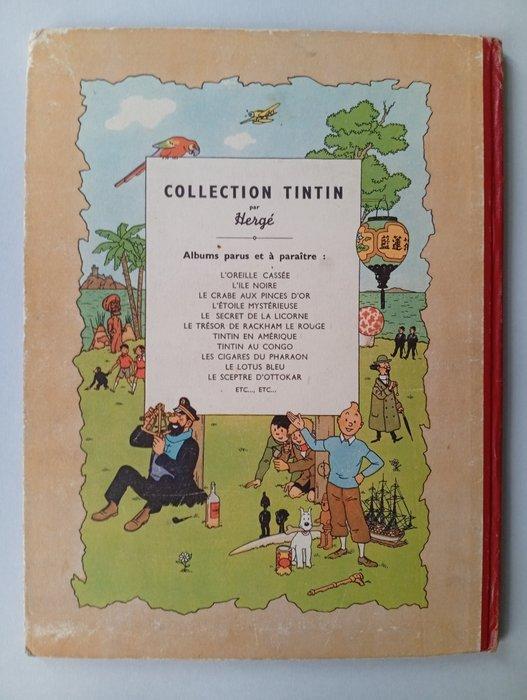 COLLECTION TINTIN
par
Hergé
Albums parus et à paraître :
L'OREILLE CASSÉE
L'ILE NOIRE
LE CRABE AUX PINCES D'OR
L'ÉTOILE MYSTÉRIEUSE
LE SECRET DE LA LICORNE
LE TRÉSOR DE RACKHAM LE ROUGE
TINTIN EN AMÉRIQUE
TINTIN AU CONGO
LES CIGARES DU PHARAON
LE LOTUS BLEU
LE SCEPTRE D'OTTOKAR
ETC..., ETC...